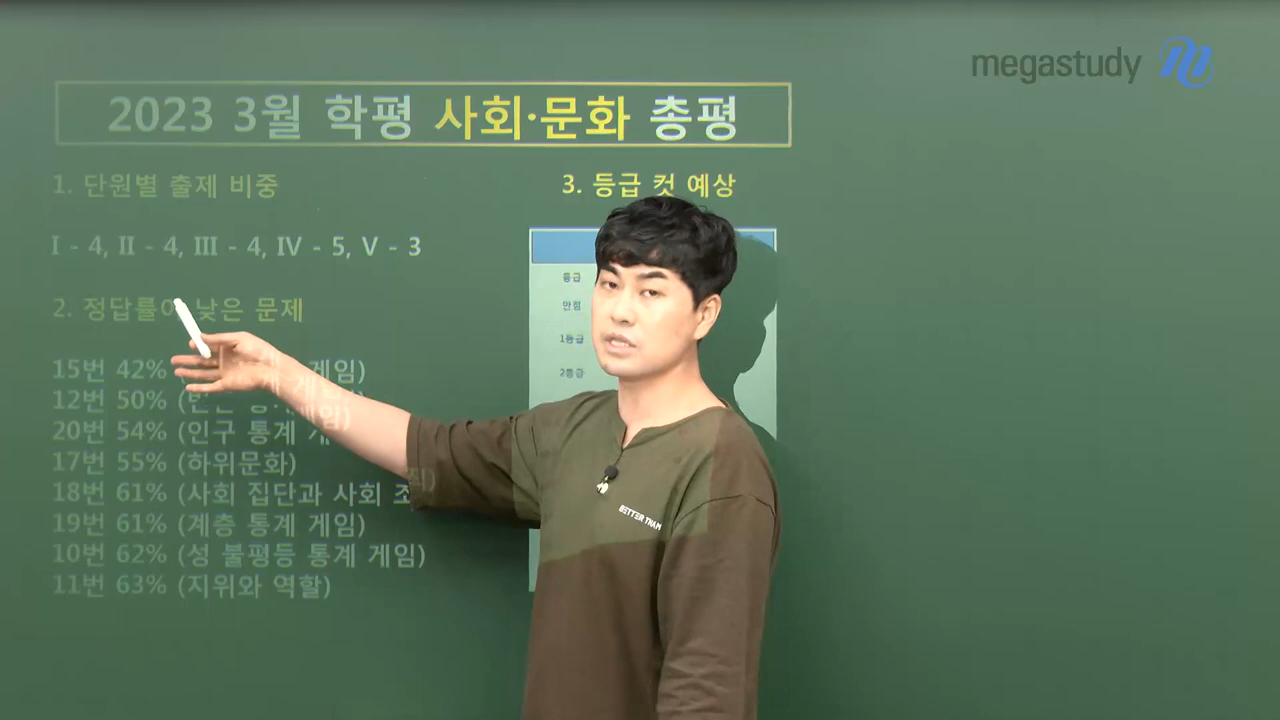 megastudy
2023 3월 학평 사회·문화 총평
1. 단원별 출제 비중
I - 4, II - 4, III - 4, IV - 5, V - 3
2. 정답률이 낮은 문제
15번 42% 게임)
12번 50%
20번 54% (인구 통계
17번 55% (하위문화)
18번 61% (사회 집단과 사회 조
19번 61% (계층 통계 게임)
10번 62% (성 불평등 통계 게임)
11번 63% (지위와 역할)
3. 등급 컷 예상
등급
만점
1등급
2등급
BETTER THAN